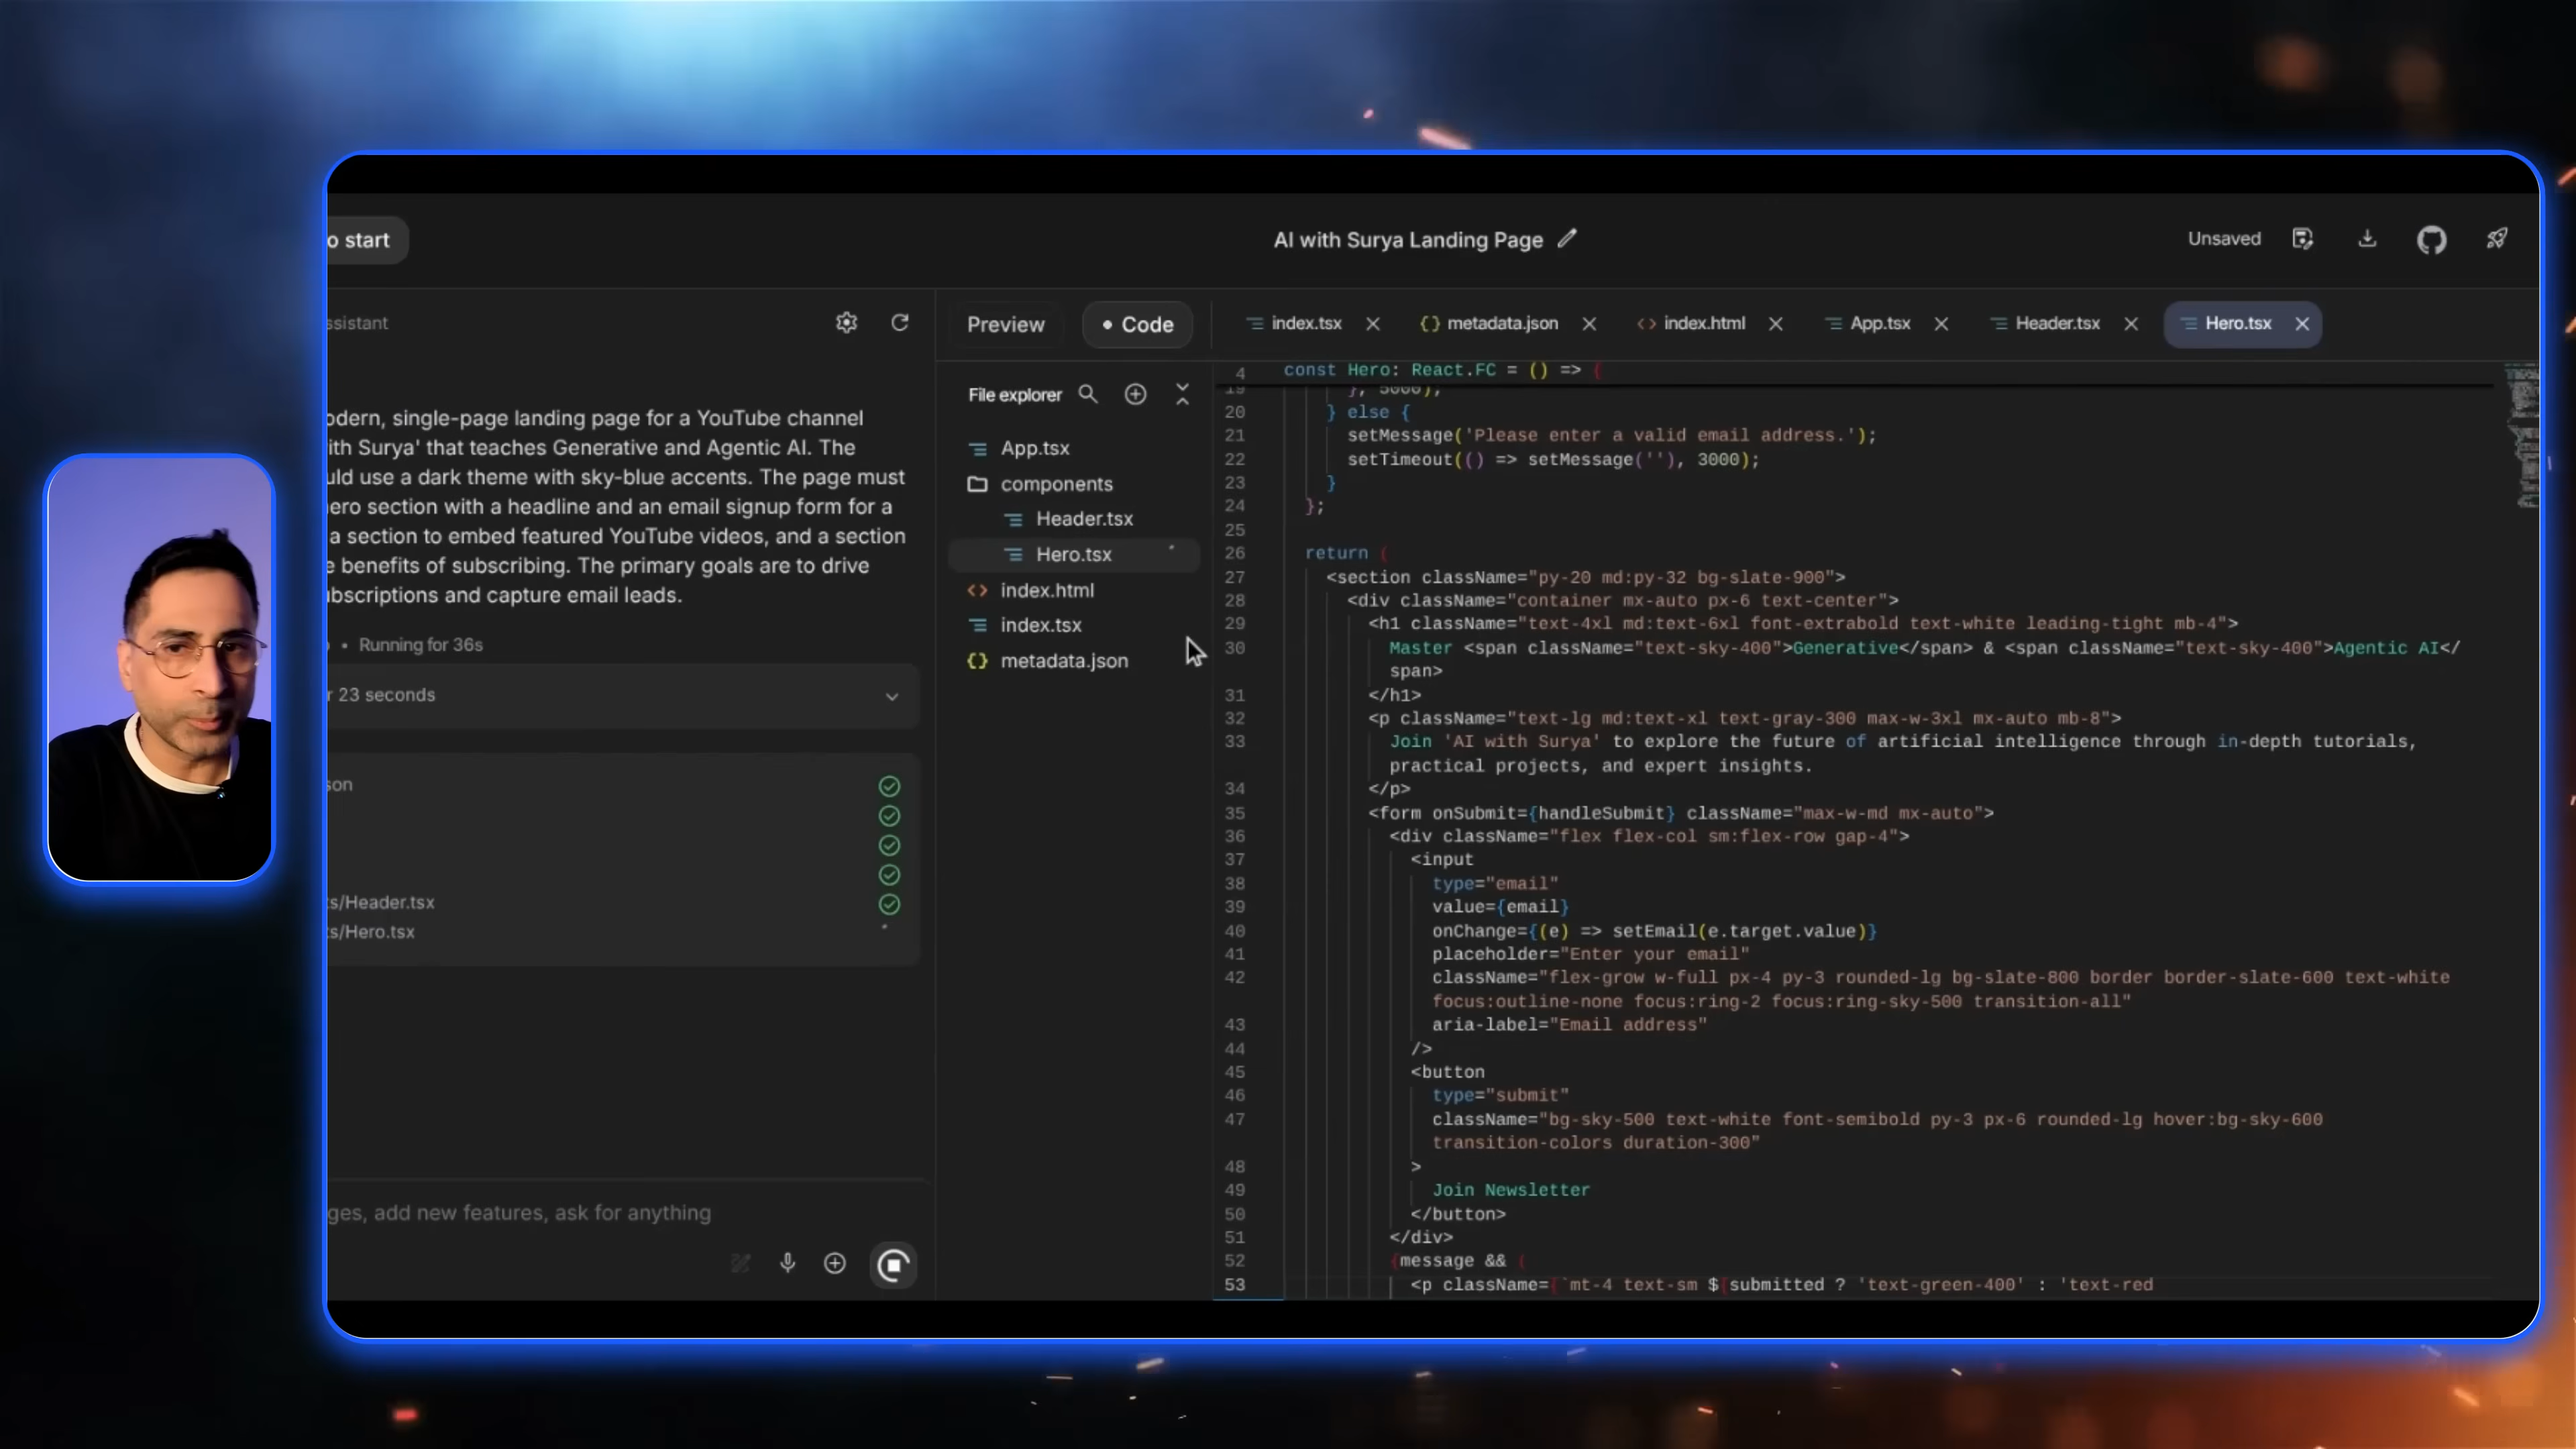 o start
AI with Surya Landing Page
Unsaved
ssistant
Preview
Code
index.tsx
metadata.json
index.html
App.tsx
Header.tsx
Hero.tsx
odern, single-page landing page for a YouTube channel
ith Surya' that teaches Generative and Agentic AI. The
uld use a dark theme with sky-blue accents. The page must
ero section with a headline and an email signup form for a
a section to embed featured YouTube videos, and a section
e benefits of subscribing. The primary goals are to drive
ubscriptions and capture email leads.
• Running for 36s
r 23 seconds
son
ts/Header.tsx
ts/Hero.tsx
ges, add new features, ask for anything
File explorer
App.tsx
components
Header.tsx
Hero.tsx
index.html
index.tsx
metadata.json
4 const Hero: React.FC = () => {
19 }, 5000);
20 } else {
21 setMessage('Please enter a valid email address.');
22 setTimeout(() => setMessage(''), 3000);
23 }
24 };
25
26 return (
27 <section className="py-20 md:py-32 bg-slate-900">
28 <div className="container mx-auto px-6 text-center">
29 <h1 className="text-4xl md:text-6xl font-extrabold text-white leading-tight mb-4">
30 Master <span className="text-sky-400">Generative</span> & <span className="text-sky-400">Agentic AI</
span>
31 </h1>
32 <p className="text-lg md:text-xl text-gray-300 max-w-3xl mx-auto mb-8">
33 Join 'AI with Surya' to explore the future of artificial intelligence through in-depth tutorials,
practical projects, and expert insights.
34 </p>
35 <form onSubmit={handleSubmit} className="max-w-md mx-auto">
36 <div className="flex flex-col sm:flex-row gap-4">
37 <input
38 type="email"
39 value={email}
40 onChange={(e) => setEmail(e.target.value)}
41 placeholder="Enter your email"
42 className="flex-grow w-full px-4 py-3 rounded-lg bg-slate-800 border border-slate-600 text-white
focus:outline-none focus:ring-2 focus:ring-sky-500 transition-all"
43 aria-label="Email address"
44 />
45 <button
46 type="submit"
47 className="bg-sky-500 text-white font-semibold py-3 px-6 rounded-lg hover:bg-sky-600
transition-colors duration-300"
48 >
49 Join Newsletter
50 </button>
51 </div>
52 {message && (
53 <p className={`mt-4 text-sm ${submitted ? 'text-green-400' : 'text-red